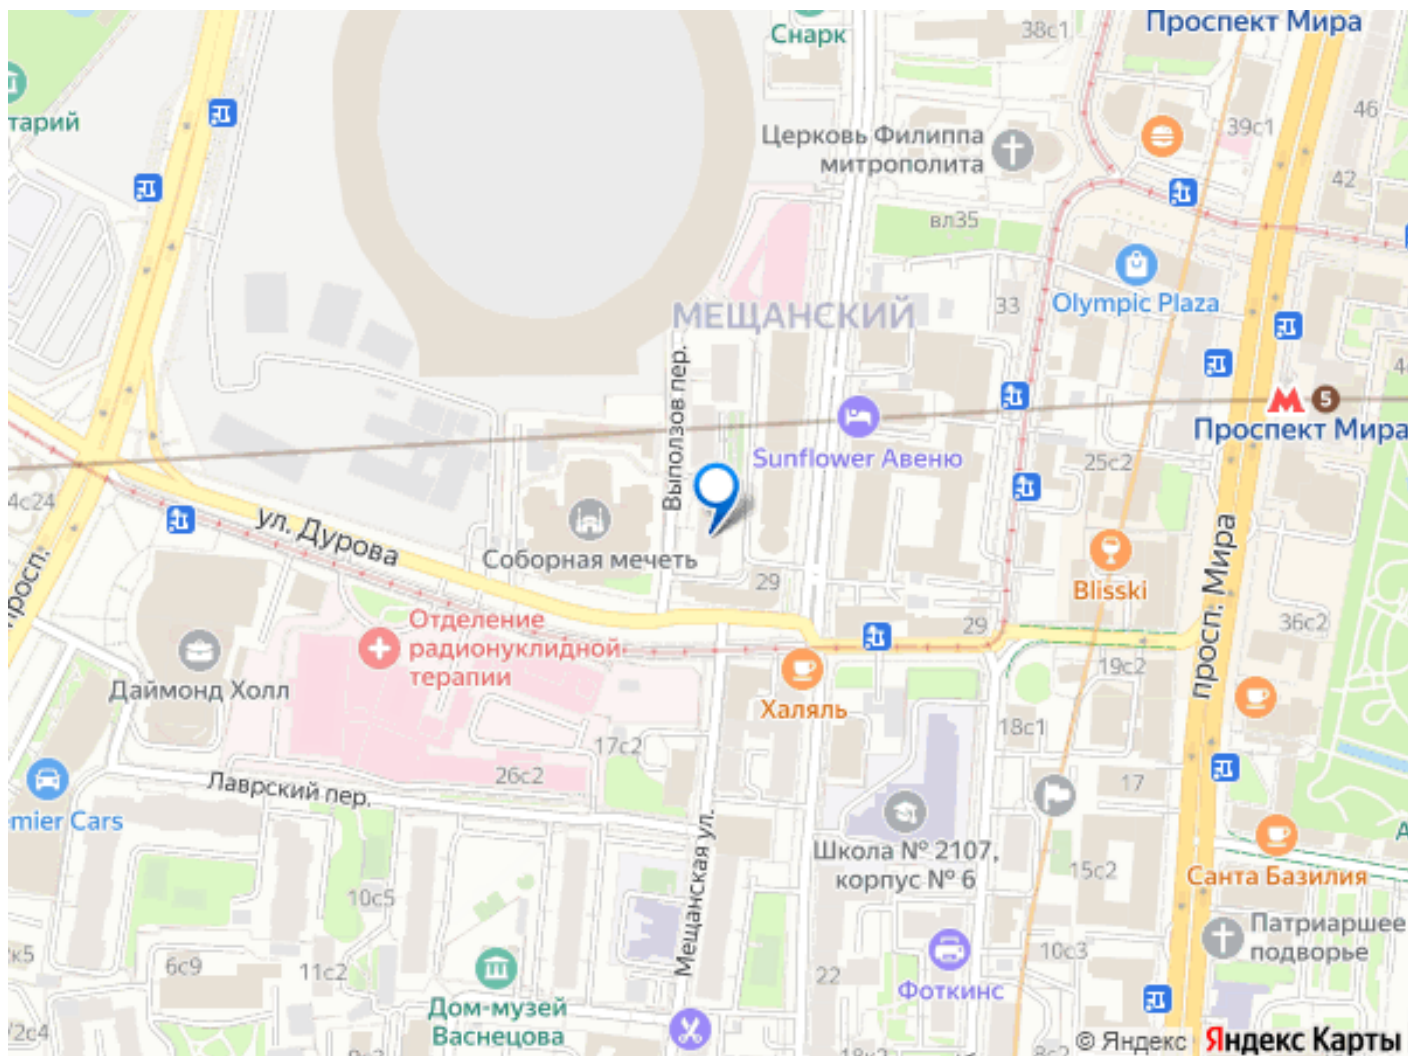 Проспект Мира
Снарк
38с1
46
39с1
тарий
Церковь Филиппа
митрополита
42
вл35
Olympic Plaza
33
МЕЩАНСКИЙ
Выползов пер.
5
Проспект Мира
Sunflower Авеню
25с2
4с24
ул. Дурова
Соборная мечеть
просп.
29
Blisski
просп. Мира
Отделение
радионуклидной
терапии
29
36с2
19с2
Даймонд Холл
Халяль
18с1
17с2
26с2
17
Лаврский пер.
mier Cars
Мещанская ул.
Школа № 2107,
корпус № 6
15с2
Санта Базилия
10с5
Патриаршее
подворье
10с3
6с9
11с2
22
Фоткинс
Дом-музей
Васнецова
/2с4
© Яндекс Яндекс Карты